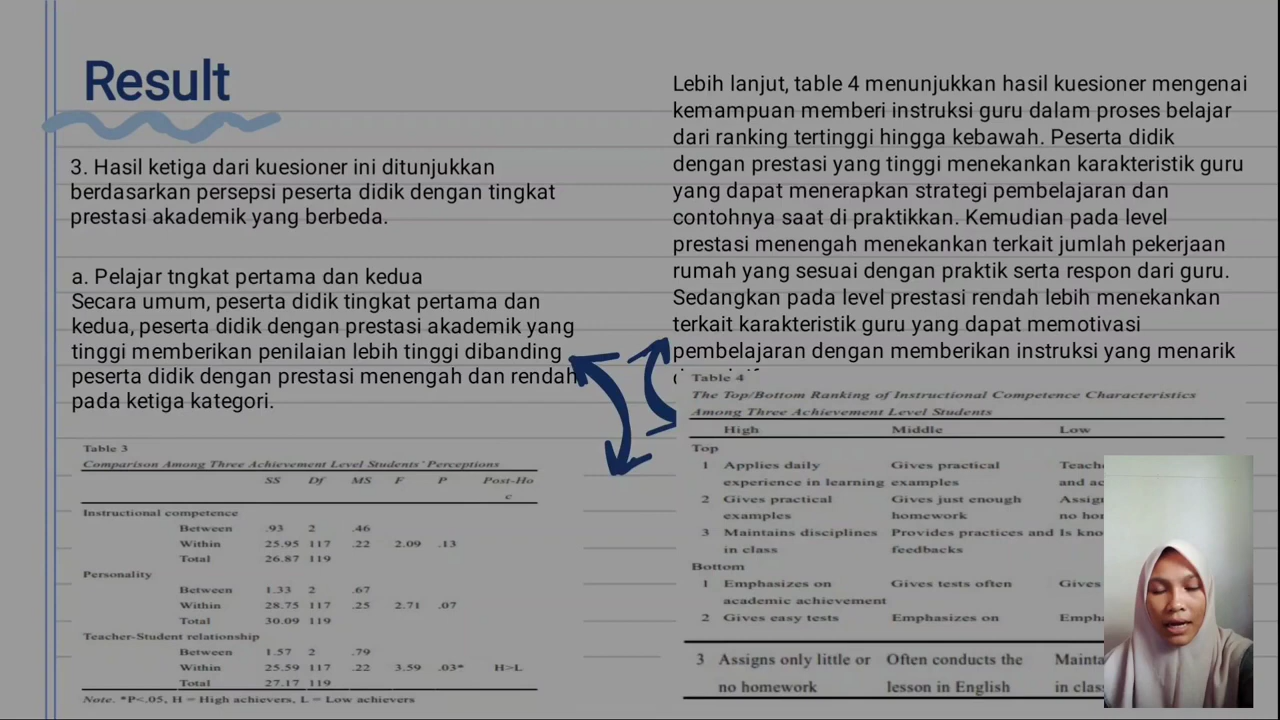 Result
3. Hasil ketiga dari kuesioner ini ditunjukkan
berdasarkan persepsi peserta didik dengan tingkat
prestasi akademik yang berbeda.
a. Pelajar tngkat pertama dan kedua
Secara umum, peserta didik tingkat pertama dan
kedua, peserta didik dengan prestasi akademik yang
tinggi memberikan penilaian lebih tinggi dibanding
peserta didik dengan prestasi menengah dan rendah
pada ketiga kategori.
Table 3
Comparison Among Three Achievement Level Students' Perceptions
SS Df MS F P Post-Ho
c
Instructional competence
Between .93 2 .46
Within 25.95 117 .22 2.09 .13
Total 26.87 119
Personality
Between 1.33 2 .67
Within 28.75 117 .25 2.71 .07
Total 30.09 119
Teacher-Student relationship
Between 1.57 2 .79
Within 25.59 117 .22 3.59 .03* H>L
Total 27.17 119
Note. *P<.05, H = High achievers, L = Low achievers
Lebih lanjut, table 4 menunjukkan hasil kuesioner mengenai
kemampuan memberi instruksi guru dalam proses belajar
dari ranking tertinggi hingga kebawah. Peserta didik
dengan prestasi yang tinggi menekankan karakteristik guru
yang dapat menerapkan strategi pembelajaran dan
contohnya saat di praktikkan. Kemudian pada level
prestasi menengah menekankan terkait jumlah pekerjaan
rumah yang sesuai dengan praktik serta respon dari guru.
Sedangkan pada level prestasi rendah lebih menekankan
terkait karakteristik guru yang dapat memotivasi
pembelajaran dengan memberikan instruksi yang menarik
Table 4
The Top/Bottom Ranking of Instructional Competence Characteristics
Among Three Achievement Level Students
High Middle Low
Top
1 Applies daily Gives practical
experience in learning examples
2 Gives practical Gives just enough
examples homework no
3 Maintains disciplines Provides practices and Is
in class feedbacks
Bottom
1 Emphasizes on Gives tests often Gives
academic achievement
2 Gives easy tests Emphasizes on
3 Assigns only little or Often conducts the
no homework lesson in English in